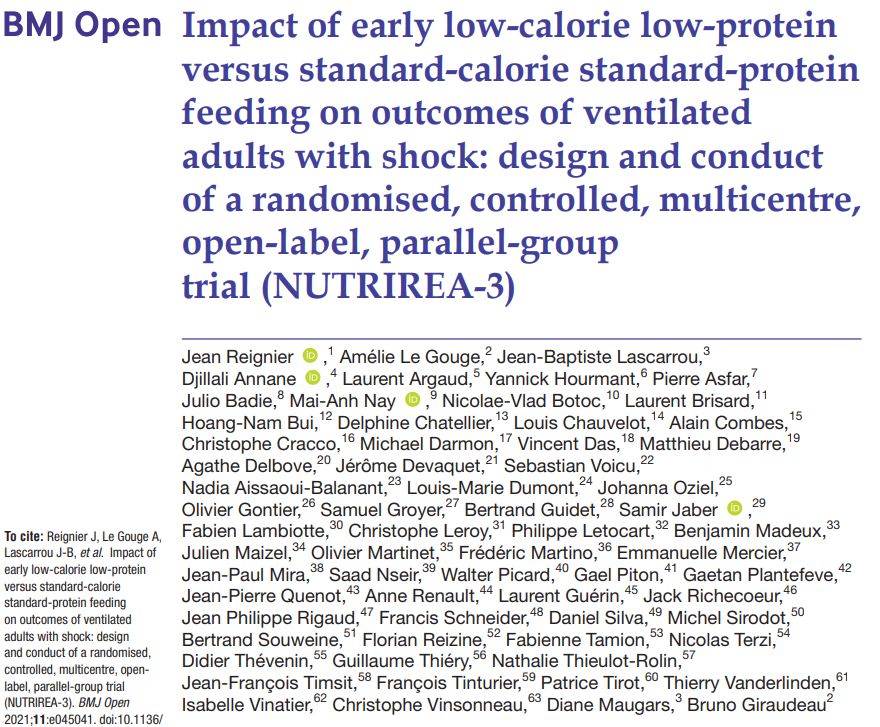 BMJ Open
Impact of early low-calorie low-protein
versus standard-calorie standard-protein
feeding on outcomes of ventilated
adults with shock: design and conduct
of a randomised, controlled, multicentre,
open-label, parallel-group
trial (NUTRIREA-3)
Jean Reignier iD ,1 Amélie Le Gouge,2 Jean-Baptiste Lascarrou,3
Djillali Annane iD ,4 Laurent Argaud,5 Yannick Hourmant,6 Pierre Asfar,7
Julio Badie,8 Mai-Anh Nay iD ,9 Nicolae-Vlad Botoc,10 Laurent Brisard,11
Hoang-Nam Bui,12 Delphine Chatellier,13 Louis Chauvelot,14 Alain Combes,15
Christophe Cracco,16 Michael Darmon,17 Vincent Das,18 Matthieu Debarre,19
Agathe Delbove,20 Jérôme Devaquet,21 Sebastian Voicu,22
Nadia Aissaoui-Balanant,23 Louis-Marie Dumont,24 Johanna Oziel,25
Olivier Gontier,26 Samuel Groyer,27 Bertrand Guidet,28 Samir Jaber iD ,29
Fabien Lambiotte,30 Christophe Leroy,31 Philippe Letocart,32 Benjamin Madeux,33
Julien Maizel,34 Olivier Martinet,35 Frédéric Martino,36 Emmanuelle Mercier,37
Jean-Paul Mira,38 Saad Nseir,39 Walter Picard,40 Gael Piton,41 Gaetan Plantefeve,42
Jean-Pierre Quenot,43 Anne Renault,44 Laurent Guérin,45 Jack Richecoeur,46
Jean Philippe Rigaud,47 Francis Schneider,48 Daniel Silva,49 Michel Sirodot,50
Bertrand Souweine,51 Florian Reizine,52 Fabienne Tamion,53 Nicolas Terzi,54
Didier Thévenin,55 Guillaume Thiéry,56 Nathalie Thieulot-Rolin,57
Jean-François Timsit,58 François Tinturier,59 Patrice Tirot,60 Thierry Vanderlinden,61
Isabelle Vinatier,62 Christophe Vinsonneau,63 Diane Maugars,3 Bruno Giraudeau2
To cite: Reignier J, Le Gouge A,
Lascarrou J-B, et al. Impact of
early low-calorie low-protein
versus standard-calorie
standard-protein feeding
on outcomes of ventilated
adults with shock: design
and conduct of a randomised,
controlled, multicentre, open-
label, parallel-group trial
(NUTRIREA-3). BMJ Open
2021;11:e045041. doi:10.1136/